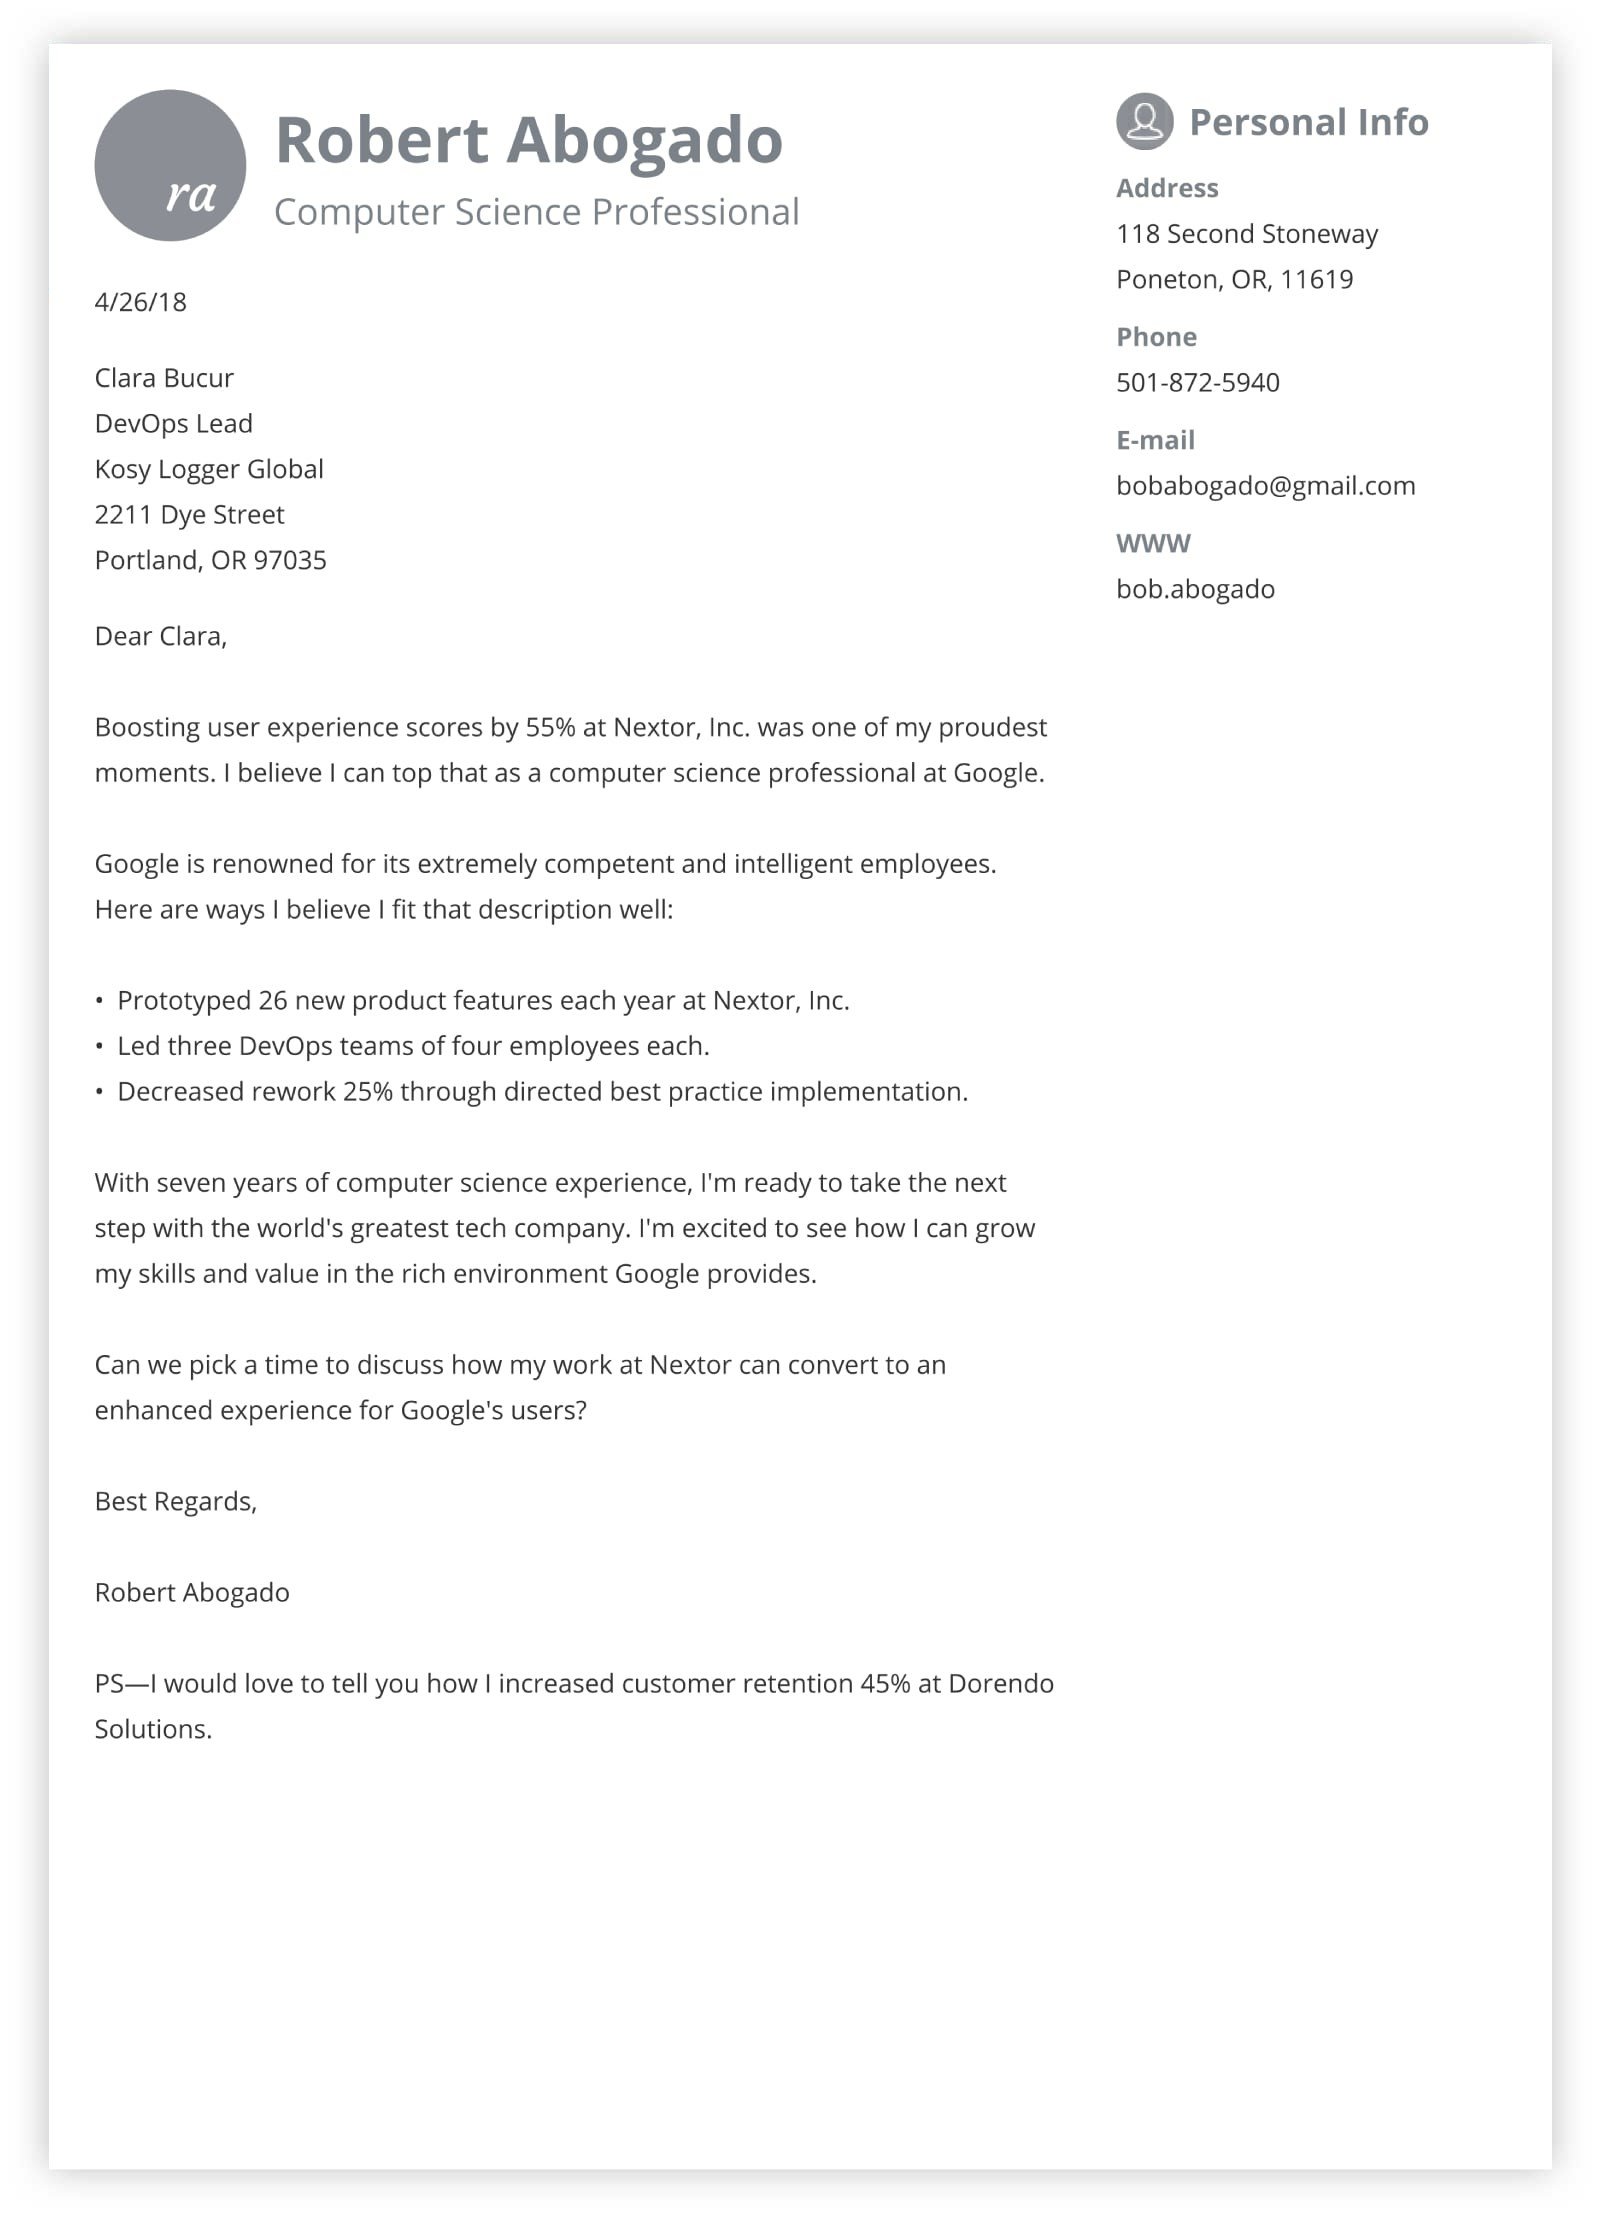 ra
Robert Abogado
Computer Science Professional
4/26/18
Clara Bucur
DevOps Lead
Kosy Logger Global
2211 Dye Street
Portland, OR 97035
Dear Clara,
Boosting user experience scores by 55% at Nextor, Inc. was one of my proudest
moments. I believe I can top that as a computer science professional at Google.
Google is renowned for its extremely competent and intelligent employees.
Here are ways I believe I fit that description well:
• Prototyped 26 new product features each year at Nextor, Inc.
• Led three DevOps teams of four employees each.
• Decreased rework 25% through directed best practice implementation.
With seven years of computer science experience, I'm ready to take the next
step with the world's greatest tech company. I'm excited to see how I can grow
my skills and value in the rich environment Google provides.
Can we pick a time to discuss how my work at Nextor can convert to an
enhanced experience for Google's users?
Best Regards,
Robert Abogado
PS—I would love to tell you how I increased customer retention 45% at Dorendo
Solutions.
Personal Info
Address
118 Second Stoneway
Poneton, OR, 11619
Phone
501-872-5940
E-mail
bobabogado@gmail.com
WWW
bob.abogado